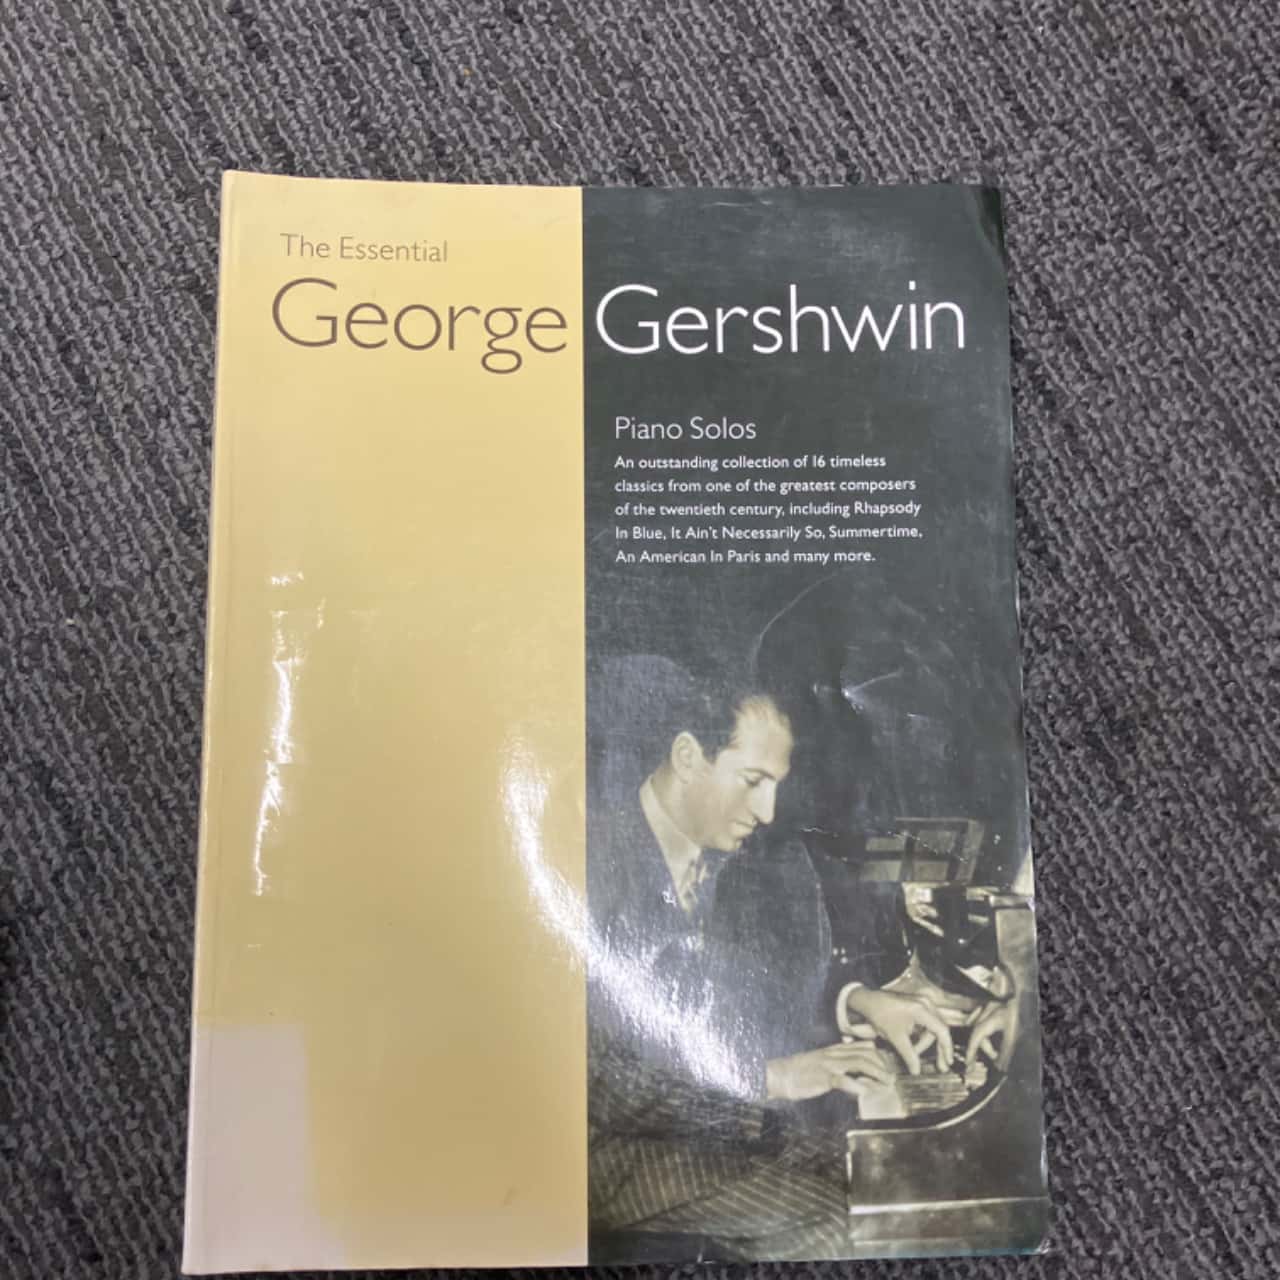 The Essential
George Gershwin
Piano Solos
An outstanding collection of 16 timeless
classics from one of the greatest composers
of the twentieth century, including Rhapsody
In Blue, It Ain't Necessarily So, Summertime,
An American In Paris and many more.